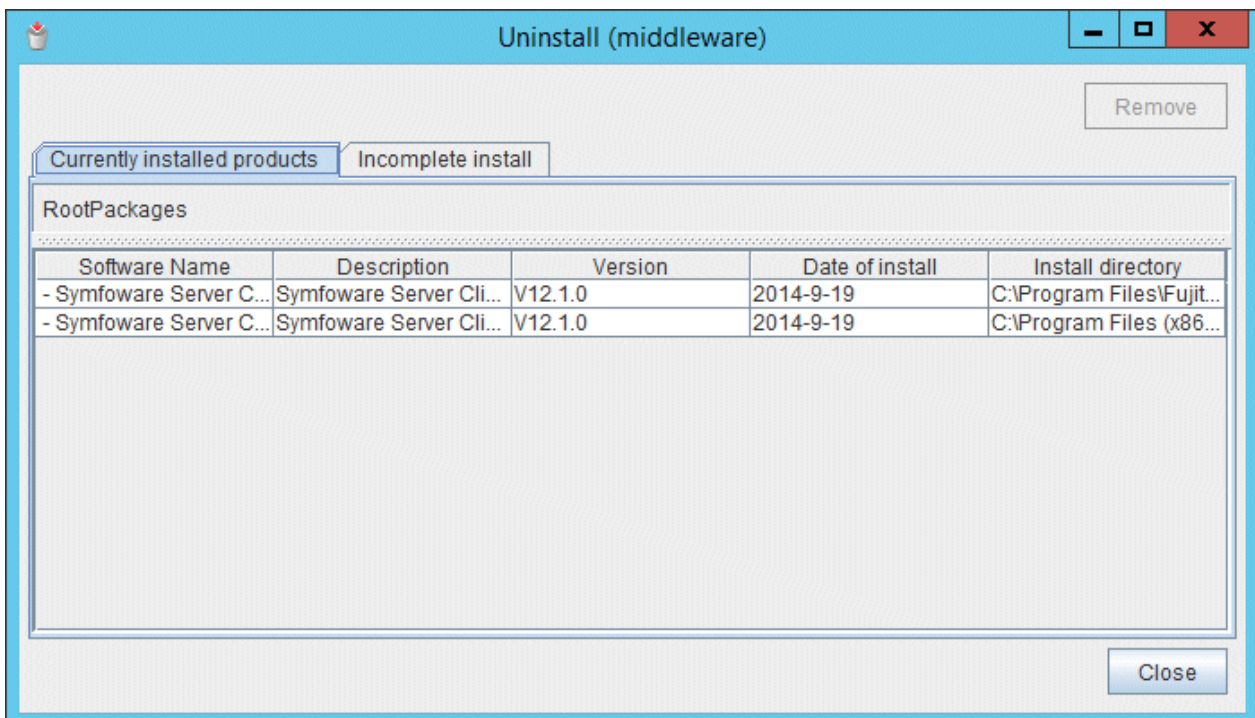 Uninstall (middleware)
Remove
Currently installed products Incomplete install
RootPackages
Software Name Description Version Date of install Install directory
- Symfoware Server C... Symfoware Server Cli... V12.1.0 2014-9-19 C:\Program Files\Fujit...
- Symfoware Server C... Symfoware Server Cli... V12.1.0 2014-9-19 C:\Program Files (x86...
Close